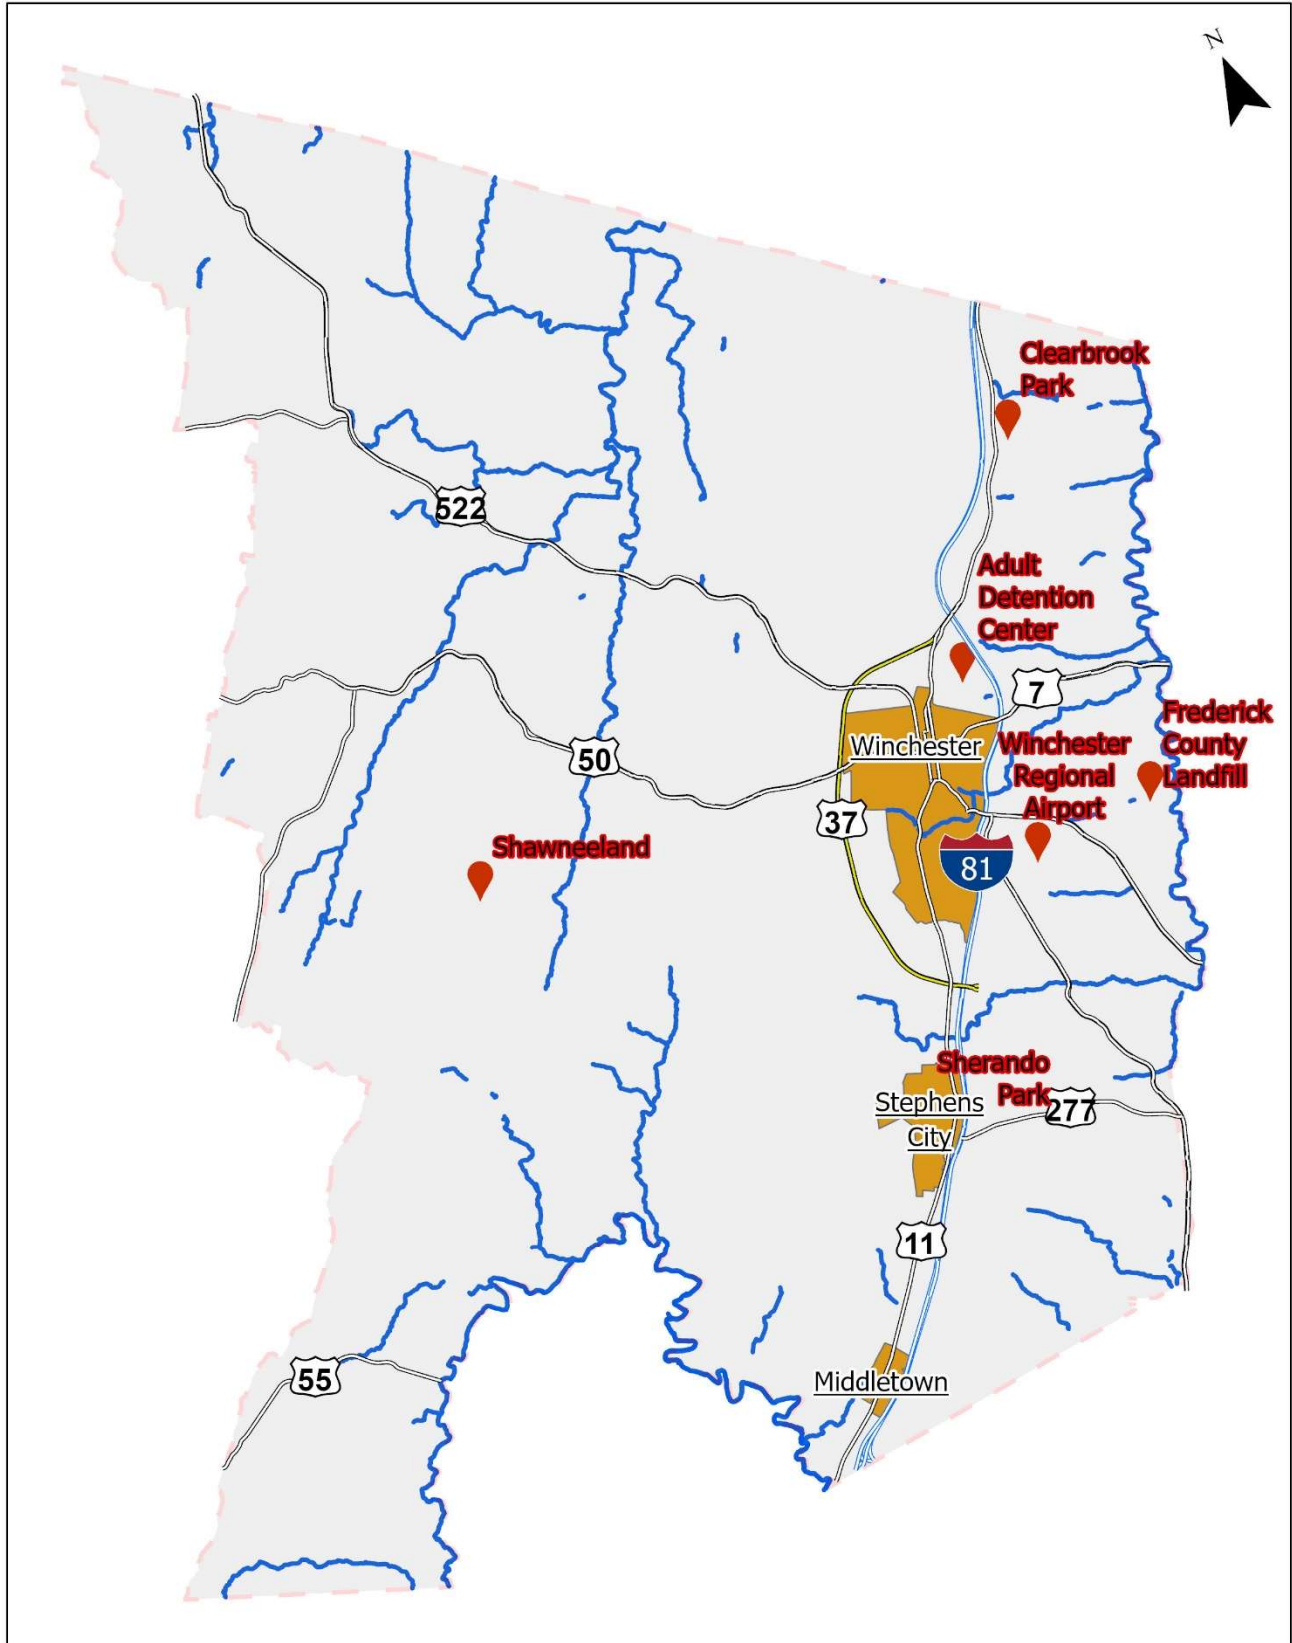 N
Clearbrook
Park
522
Adult
Detention
Center
7
Frederick
County
Landfill
Winchester
Winchester
Regional
Airport
50
37
Shawneeland
81
Sherando
Park
277
Stephens
City
11
55
Middletown